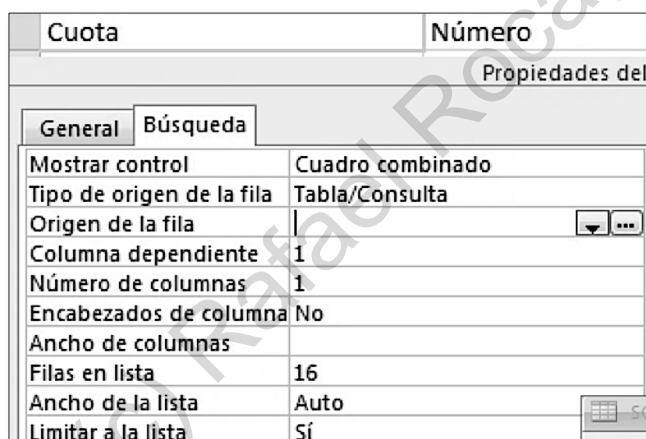 Cuota Número
Propiedades del
General Búsqueda
Mostrar control Cuadro combinado
Tipo de origen de la fila Tabla/Consulta
Origen de la fila
Columna dependiente 1
Número de columnas 1
Encabezados de columna No
Ancho de columnas
Filas en lista 16
Ancho de la lista Auto
Limitar a la lista Sí
(c) Rafael Roca